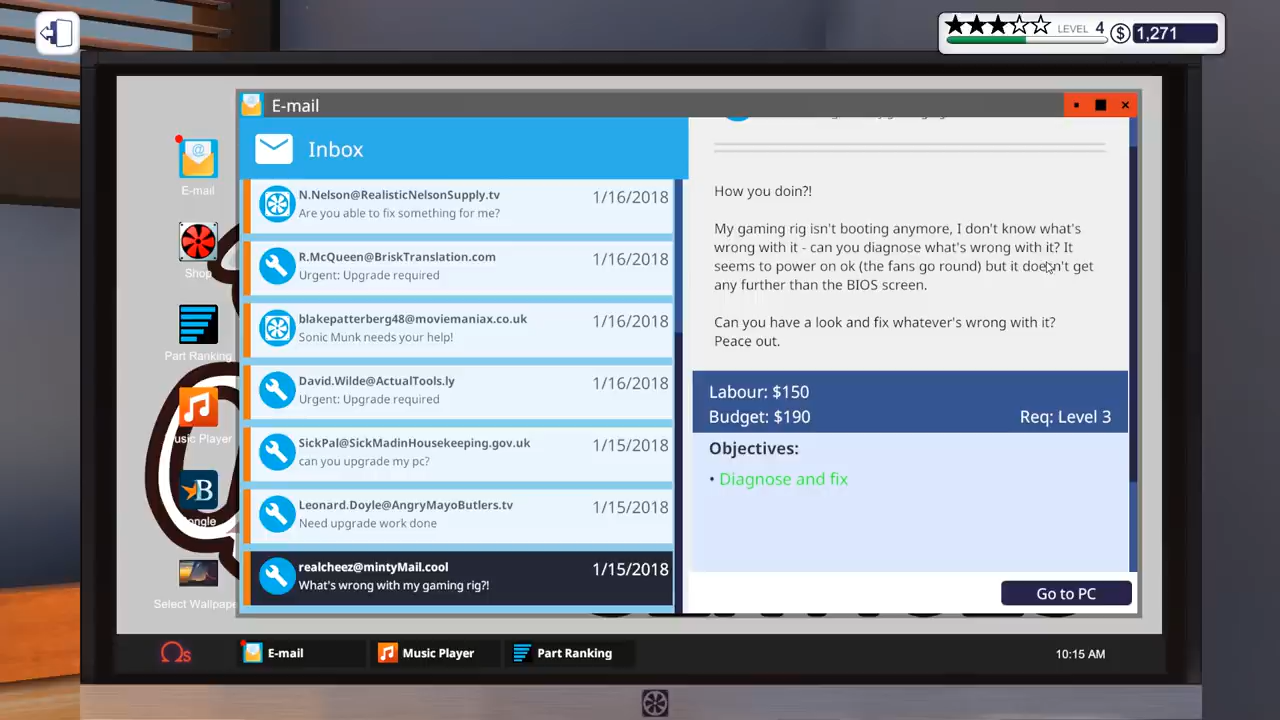 LEVEL 4
$ 1,271
E-mail
Inbox
N.Nelson@RealisticNelsonSupply.tv
1/16/2018
Are you able to fix something for me?
R.McQueen@BriskTranslation.com
1/16/2018
Urgent: Upgrade required
blakepatterberg48@moviemaniax.co.uk
1/16/2018
Sonic Munk needs your help!
David.Wilde@ActualTools.ly
1/16/2018
Urgent: Upgrade required
SickPal@SickMadinHousekeeping.gov.uk
1/15/2018
can you upgrade my pc?
Leonard.Doyle@AngryMayoButlers.tv
1/15/2018
Need upgrade work done
realcheez@mintyMail.cool
1/15/2018
What's wrong with my gaming rig?!
How you doin?!
My gaming rig isn't booting anymore, I don't know what's
wrong with it - can you diagnose what's wrong with it? It
seems to power on ok (the fans go round) but it doesn't get
any further than the BIOS screen.
Can you have a look and fix whatever's wrong with it?
Peace out.
Labour: $150
Budget: $190
Req: Level 3
Objectives:
• Diagnose and fix
Go to PC
E-mail
Shop
Part Ranking
Music Player
Select Wallpape
Ωs
E-mail
Music Player
Part Ranking
10:15 AM